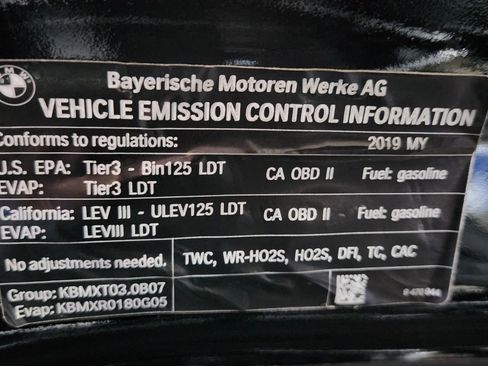 BMW
Bayerische Motoren Werke AG
VEHICLE EMISSION CONTROL INFORMATION
Conforms to regulations: 2019 MY
U.S. EPA: Tier3 - Bin125 LDT CA OBD II Fuel: gasoline
EVAP: Tier3 LDT
California: LEV III - ULEV125 LDT CA OBD II Fuel: gasoline
EVAP: LEVIII LDT
No adjustments needed. TWC, WR-HO2S, HO2S, DFI, TC, CAC
Group: KBMXT03.0B07
Evap: KBMXR0180G05